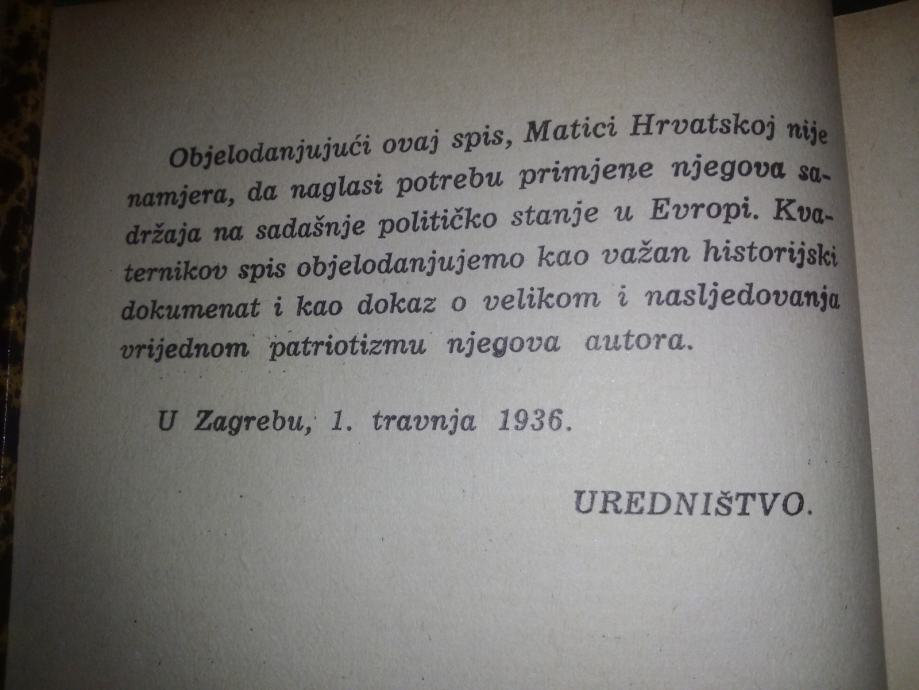 Objelodanjujući ovaj spis, Matici Hrvatskoj nije
namjera, da naglasi potrebu primjene njegova sa-
držaja na sadašnje političko stanje u Evropi. Kva-
ternikov spis objelodanjujemo kao važan historijski
dokumenat i kao dokaz o velikom i nasljedovanja
vrijednom patriotizmu njegova autora.
U Zagrebu, 1. travnja 1936.
UREDNIŠTVO.